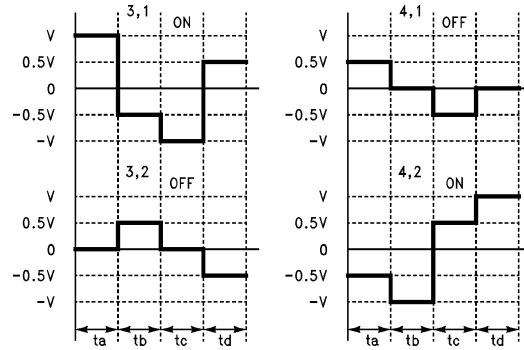 3,1
ON
V
0.5V
0
-0.5V
-V
4,1
OFF
V
0.5V
0
-0.5V
-V
3,2
OFF
V
0.5V
0
-0.5V
-V
ta tb tc td
4,2
ON
V
0.5V
0
-0.5V
-V
ta tb tc td